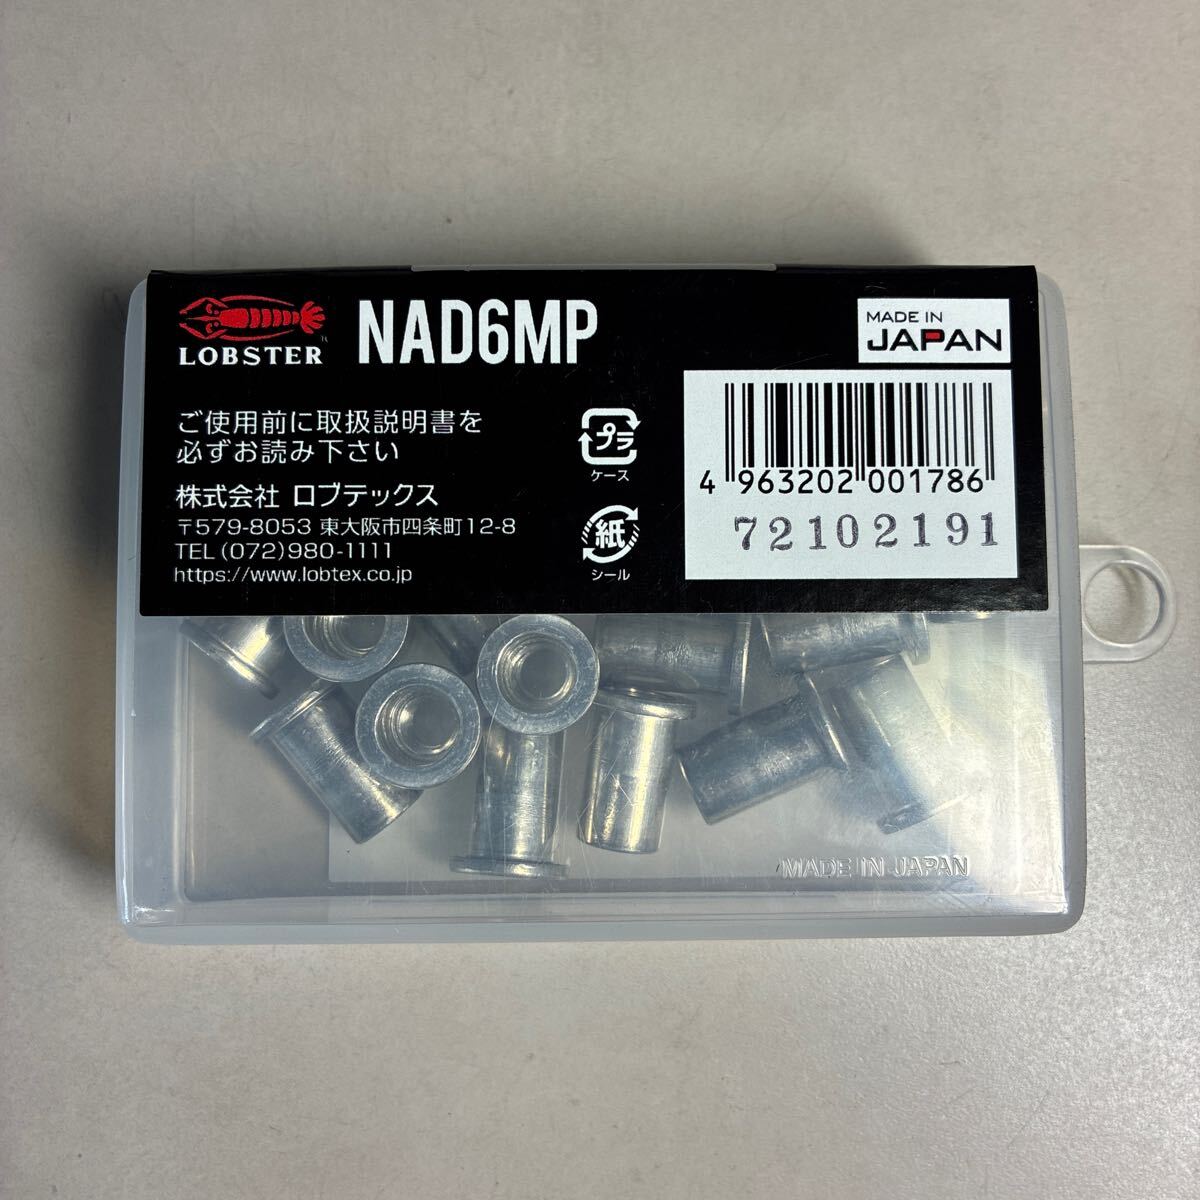 LOBSTER
NAD6MP
MADE IN
JAPAN
ご使用前に取扱説明書を
必ずお読み下さい
株式会社 ロブテックス
〒579-8053 東大阪市四条町12-8
TEL (072)980-1111
https://www.lobtex.co.jp
プラ
ケース
紙
シール
4 963202 001786
72102191
MADE IN JAPAN